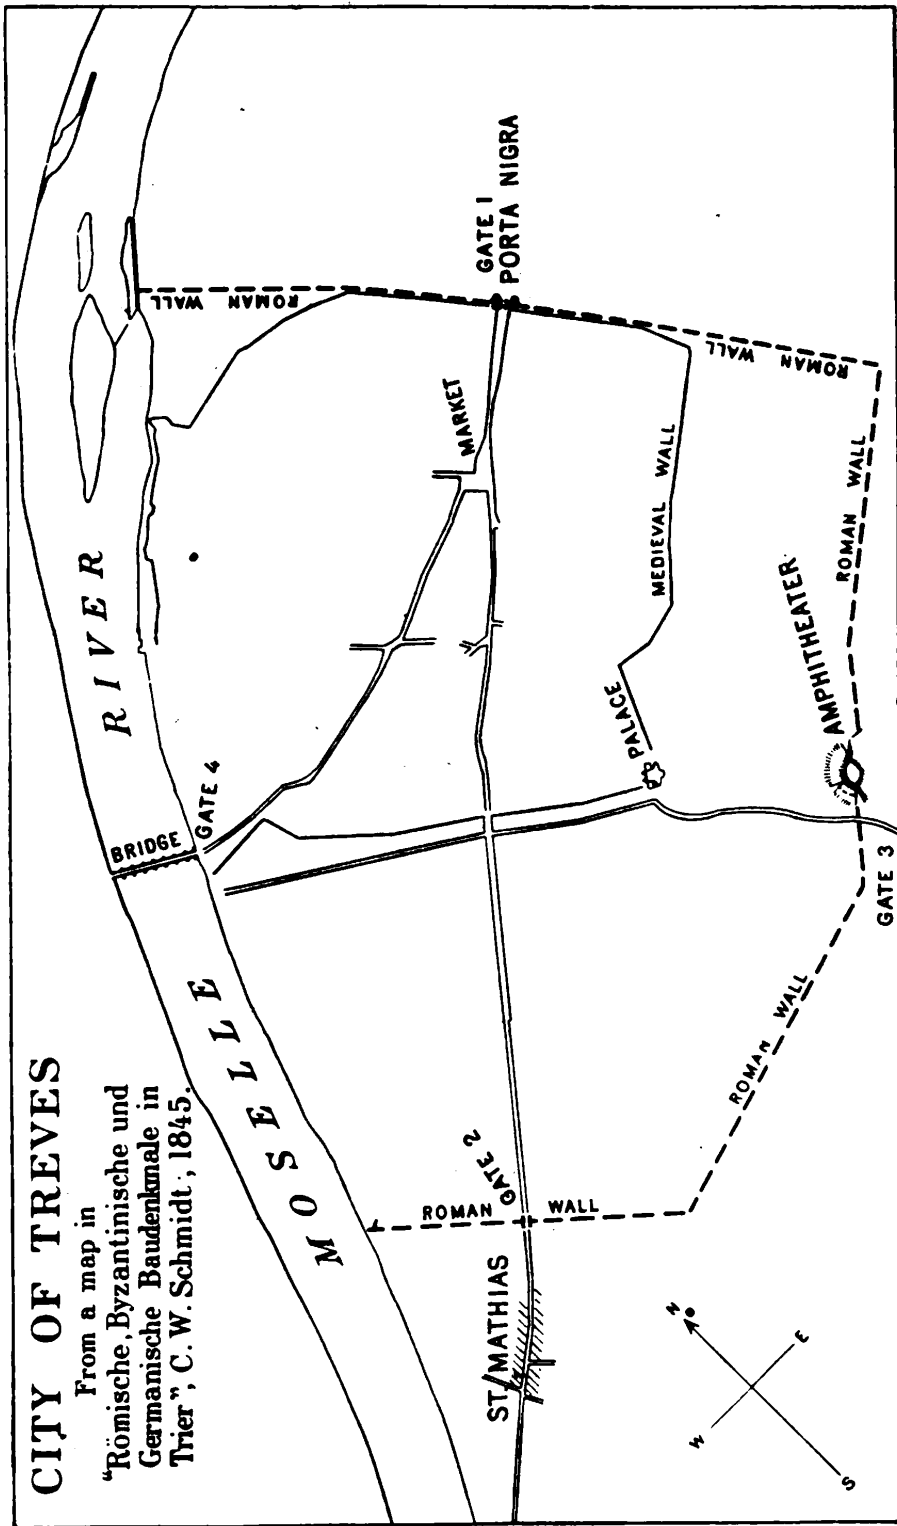 CITY OF TREVES
From a map in
"Römische, Byzantinische und
Germanische Baudenkmale in
Trier", C. W. Schmidt, 1845.
RIVER
MOSELLE
BRIDGE
GATE 4
ROMAN WALL
GATE 1
PORTA NIGRA
MARKET
ROMAN WALL
MEDIEVAL WALL
ROMAN WALL
PALACE
AMPHITHEATER
GATE 3
ROMAN WALL
GATE 2
ROMAN WALL
ST. MATHIAS
N
E
W
S